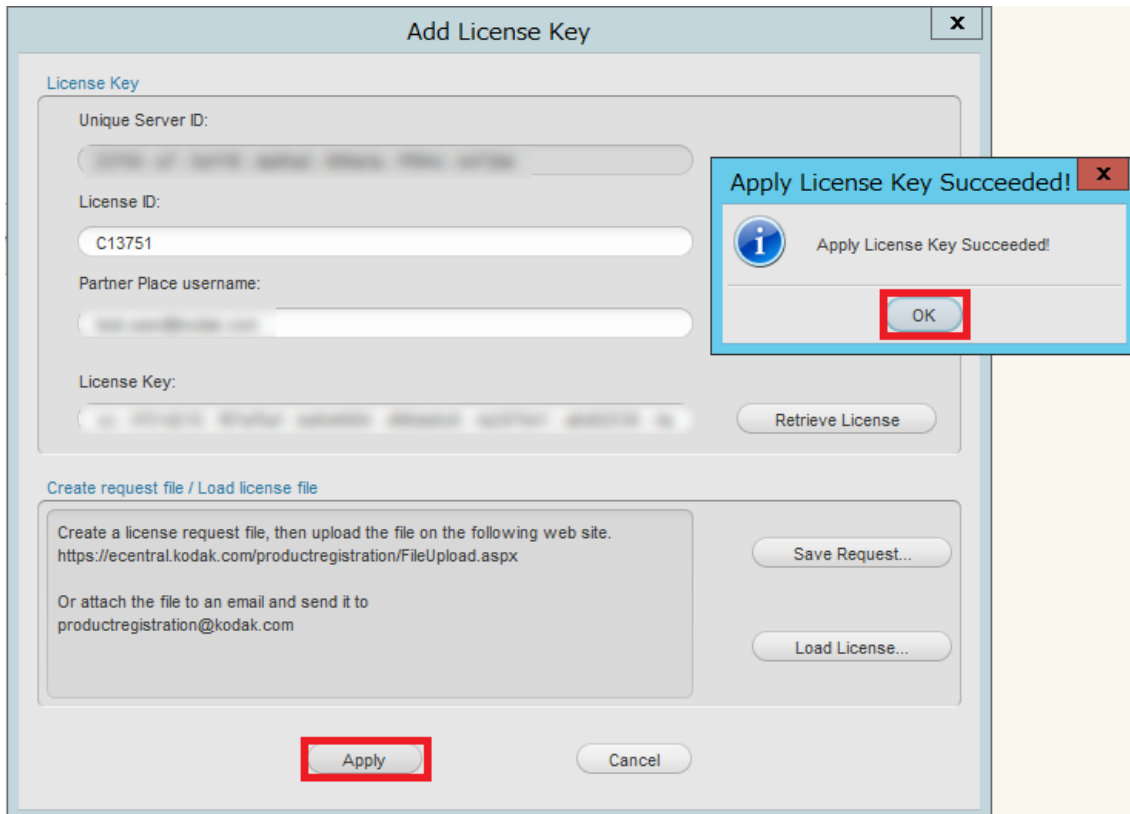 Add License Key
x
License Key
Unique Server ID:
License ID:
C13751
Partner Place username:
License Key:
Retrieve License
Apply License Key Succeeded!
x
Apply License Key Succeeded!
OK
Create request file / Load license file
Create a license request file, then upload the file on the following web site.
https://ecentral.kodak.com/productregistration/FileUpload.aspx
Or attach the file to an email and send it to
productregistration@kodak.com
Save Request...
Load License...
Apply
Cancel